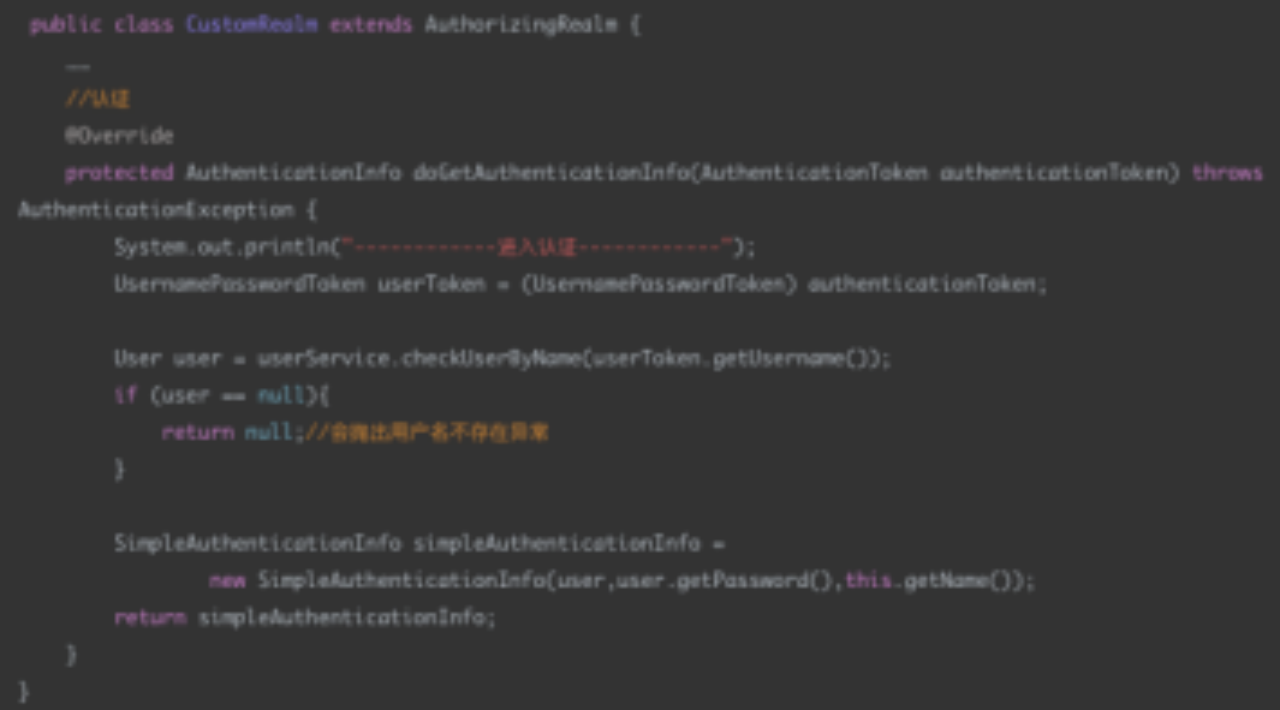 public class CustomRealm extends AuthorizingRealm {
……
//认证
@Override
protected AuthenticationInfo doGetAuthenticationInfo(AuthenticationToken authenticationToken) throws
AuthenticationException {
System.out.println("------------进入认证------------");
UsernamePasswordToken userToken = (UsernamePasswordToken) authenticationToken;
User user = userService.checkUserByName(userToken.getUsername());
if (user == null){
return null;//会抛出用户名不存在异常
}
SimpleAuthenticationInfo simpleAuthenticationInfo =
new SimpleAuthenticationInfo(user,user.getPassword(),this.getName());
return simpleAuthenticationInfo;
}
}